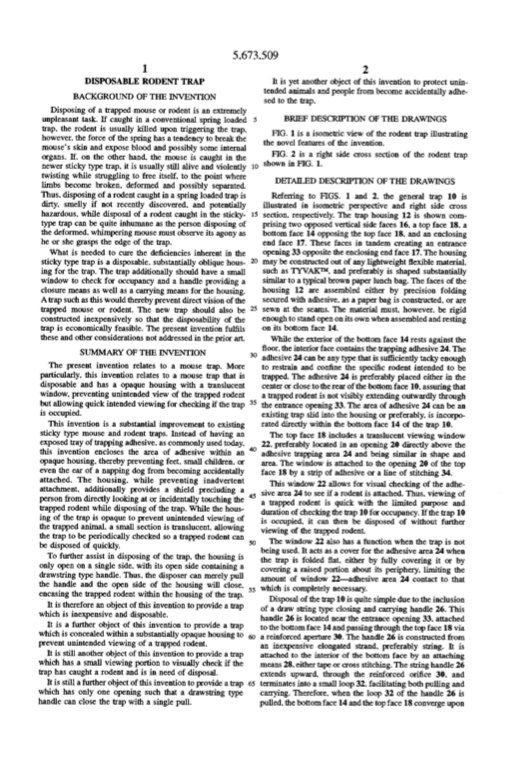 5,673,509
1
DISPOSABLE RODENT TRAP
BACKGROUND OF THE INVENTION
Disposing of a trapped mouse or rodent is an extremely
unpleasant task. If caught in a conventional spring loaded
trap, the rodent is usually killed upon triggering the trap,
however, the force of the spring has a tendency to break the
mouse's skin and expose blood and possibly some internal
organs. If, on the other hand, the mouse is caught in the
newer sticky type trap, it is usually still alive and violently
twisting while struggling to free itself, to the point where
limbs become broken, deformed and possibly separated.
Thus, disposing of a rodent caught in a spring loaded trap is
dirty, smelly if not recently discovered, and potentially
hazardous, while disposal of a rodent caught in the sticky-
type trap can be quite inhumane as the person disposing of
the deformed, whimpering mouse must observe its agony as
he or she grasps the edge of the trap.
What is needed to cure the deficiencies inherent in the
sticky type trap is a disposable, substantially oblique hous-
ing for the trap. The trap additionally should have a small
window to check for occupancy and a handle providing a
closure means as well as a carrying means for the housing.
A trap such as this would thereby prevent direct vision of the
trapped mouse or rodent. The new trap should also be
constructed inexpensively so that the disposability of the
trap is economically feasible. The present invention fulfils
these and other considerations not addressed in the prior art.
SUMMARY OF THE INVENTION
The present invention relates to a mouse trap. More
particularly, this invention relates to a mouse trap that is
disposable and has a opaque housing with a translucent
window, preventing unintended view of the trapped rodent
but allowing quick intended viewing for checking if the trap
is occupied.
This invention is a substantial improvement to existing
sticky type mouse and rodent traps. Instead of having an
exposed tray of trapping adhesive, as commonly used today,
this invention encloses the area of adhesive within an
opaque housing, thereby preventing feet, small children, or
even the ear of a napping dog from becoming accidentally
attached. The housing, while preventing inadvertent
attachment, additionally provides a shield precluding a
person from directly looking at or incidentally touching the
trapped rodent while disposing of the trap. While the hous-
ing of the trap is opaque to prevent unintended viewing of
the trapped animal, a small section is translucent, allowing
the trap to be periodically checked so a trapped rodent can
be disposed of quickly.
To further assist in disposing of the trap, the housing is
only open on a single side, with its open side containing a
drawstring type handle. Thus, the disposer can merely pull
the handle and the open side of the housing will close,
encasing the trapped rodent within the housing of the trap.
It is therefore an object of this invention to provide a trap
which is inexpensive and disposable.
It is a further object of this invention to provide a trap
which is concealed within a substantially opaque housing to
prevent unintended viewing of a trapped rodent.
It is still another object of this invention to provide a trap
which has a small viewing portion to visually check if the
trap has caught a rodent and is in need of disposal.
It is still a further object of this invention to provide a trap
which has only one opening such that a drawstring type
handle can close the trap with a single pull.
5
10
15
20
25
30
35
40
45
50
55
60
65
2
It is yet another object of this invention to protect unin-
tended animals and people from become accidentally adhe-
sed to the trap.
BRIEF DESCRIPTION OF THE DRAWINGS
FIG. 1 is a isometric view of the rodent trap illustrating
the novel features of the invention.
FIG. 2 is a right side cross section of the rodent trap
shown in FIG. 1.
DETAILED DESCRIPTION OF THE DRAWINGS
Referring to FIGS. 1 and 2, the general trap 10 is
illustrated in isometric perspective and right side cross
section, respectively. The trap housing 12 is shown com-
prising two opposed vertical side faces 16, a top face 18, a
bottom face 14 opposing the top face 18, and an enclosing
end face 17. These faces in tandem creating an entrance
opening 33 opposite the enclosing end face 17. The housing
may be constructed out of any lightweight flexible material,
such as TYVAK™, and preferably is shaped substantially
similar to a typical brown paper lunch bag. The faces of the
housing 12 are assembled either by precision folding
secured with adhesive, as a paper bag is constructed, or are
sewn at the seams. The material must, however, be rigid
enough to stand open on its own when assembled and resting
on its bottom face 14.
While the exterior of the bottom face 14 rests against the
floor, the interior face contains the trapping adhesive 24. The
adhesive 24 can be any type that is sufficiently tacky enough
to restrain and confine the specific rodent intended to be
trapped. The adhesive 24 is preferably placed either in the
center or close to the rear of the bottom face 10, assuring that
a trapped rodent is not visibly extending outwardly through
the entrance opening 33. The area of adhesive 24 can be an
existing trap slid into the housing or preferably, is incorpo-
rated directly within the bottom face 14 of the trap 10.
The top face 18 includes a translucent viewing window
22, preferably located in an opening 20 directly above the
adhesive trapping area 24 and being similar in shape and
area. The window is attached to the opening 20 of the top
face 18 by a strip of adhesive or a line of stitching 34.
This window 22 allows for visual checking of the adhe-
sive area 24 to see if a rodent is attached. Thus, viewing of
a trapped rodent is quick with the limited purpose and
duration of checking the trap 10 for occupancy. If the trap 10
is occupied, it can then be disposed of without further
viewing of the trapped rodent.
The window 22 also has a function when the trap is not
being used. It acts as a cover for the adhesive area 24 when
the trap is folded flat, either by fully covering it or by
covering a raised portion about its periphery, limiting the
amount of window 22—adhesive area 24 contact to that
which is completely necessary.
Disposal of the trap 10 is quite simple due to the inclusion
of a draw string type closing and carrying handle 26. This
handle 26 is located near the entrance opening 33, attached
to the bottom face 14 and passing through the top face 18 via
a reinforced aperture 30. The handle 26 is constructed from
an inexpensive elongated strand, preferably string. It is
attached to the interior of the bottom face by an attaching
means 28, either tape or cross stitching. The string handle 26
extends upward, through the reinforced orifice 30, and
terminates into a small loop 32, facilitating both pulling and
carrying. Therefore, when the loop 32 of the handle 26 is
pulled, the bottom face 14 and the top face 18 converge upon